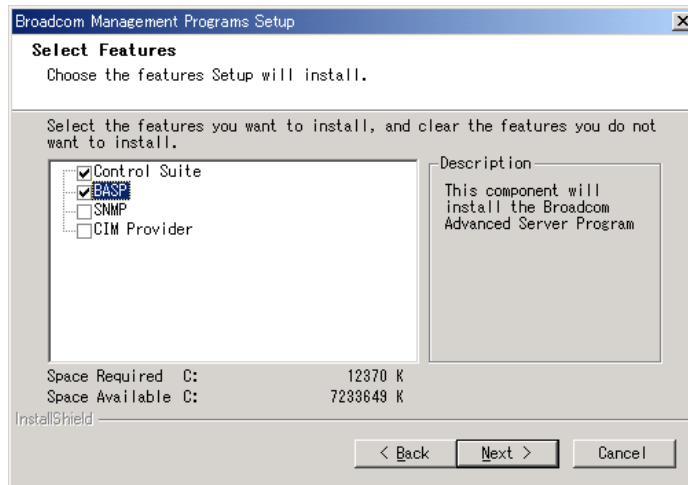 Broadcom Management Programs Setup
Select Features
Choose the features Setup will install.
Select the features you want to install, and clear the features you do not
want to install.
Control Suite
BASP
SNMP
CIM Provider
Description
This component will
install the Broadcom
Advanced Server Program
Space Required C: 12370 K
Space Available C: 7233649 K
InstallShield
< Back
Next >
Cancel